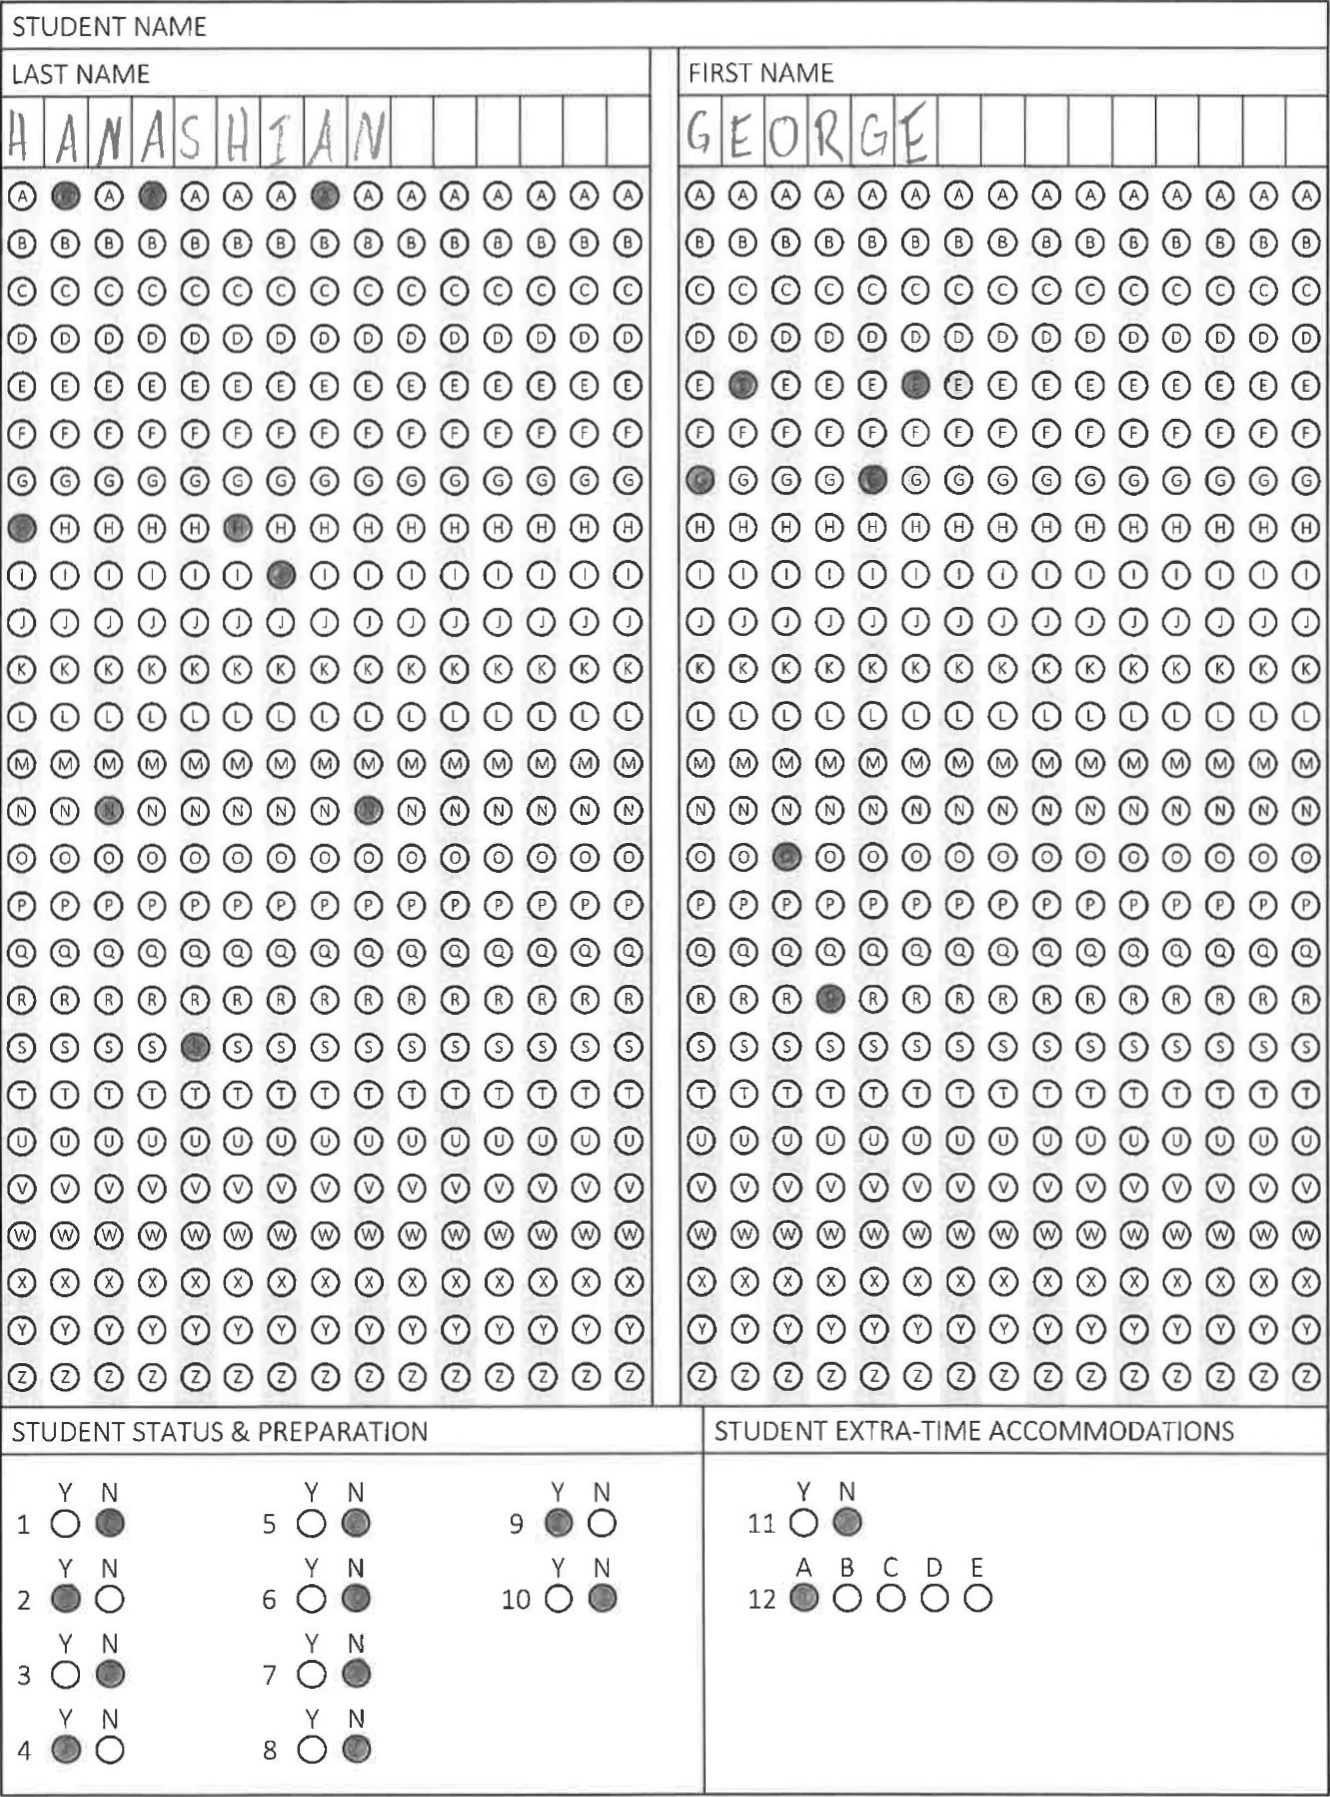 STUDENT NAME
LAST NAME
HANASHIAN
A A A A A A A A A A A A A A A
B B B B B B B B B B B B B B B
C C C C C C C C C C C C C C C
D D D D D D D D D D D D D D D
E E E E E E E E E E E E E E E
F F F F F F F F F F F F F F F
G G G G G G G G G G G G G G G
H H H H H H H H H H H H H H H
I I I I I I I I I I I I I I I
J J J J J J J J J J J J J J J
K K K K K K K K K K K K K K K
L L L L L L L L L L L L L L L
M M M M M M M M M M M M M M M
N N N N N N N N N N N N N N N
O O O O O O O O O O O O O O O
P P P P P P P P P P P P P P P
Q Q Q Q Q Q Q Q Q Q Q Q Q Q Q
R R R R R R R R R R R R R R R
S S S S S S S S S S S S S S S
T T T T T T T T T T T T T T T
U U U U U U U U U U U U U U U
V V V V V V V V V V V V V V V
W W W W W W W W W W W W W W W
X X X X X X X X X X X X X X X
Y Y Y Y Y Y Y Y Y Y Y Y Y Y Y
Z Z Z Z Z Z Z Z Z Z Z Z Z Z Z
FIRST NAME
GEORGE
A A A A A A A A A A A A A A A
B B B B B B B B B B B B B B B
C C C C C C C C C C C C C C C
D D D D D D D D D D D D D D D
E E E E E E E E E E E E E E E
F F F F F F F F F F F F F F F
G G G G G G G G G G G G G G G
H H H H H H H H H H H H H H H
I I I I I I I I I I I I I I I
J J J J J J J J J J J J J J J
K K K K K K K K K K K K K K K
L L L L L L L L L L L L L L L
M M M M M M M M M M M M M M M
N N N N N N N N N N N N N N N
O O O O O O O O O O O O O O O
P P P P P P P P P P P P P P P
Q Q Q Q Q Q Q Q Q Q Q Q Q Q Q
R R R R R R R R R R R R R R R
S S S S S S S S S S S S S S S
T T T T T T T T T T T T T T T
U U U U U U U U U U U U U U U
V V V V V V V V V V V V V V V
W W W W W W W W W W W W W W W
X X X X X X X X X X X X X X X
Y Y Y Y Y Y Y Y Y Y Y Y Y Y Y
Z Z Z Z Z Z Z Z Z Z Z Z Z Z Z
STUDENT STATUS & PREPARATION
Y N
1
Y N
2
Y N
3
Y N
4
Y N
5
Y N
6
Y N
7
Y N
8
Y N
9
Y N
10
STUDENT EXTRA-TIME ACCOMMODATIONS
Y N
11
A B C D E
12